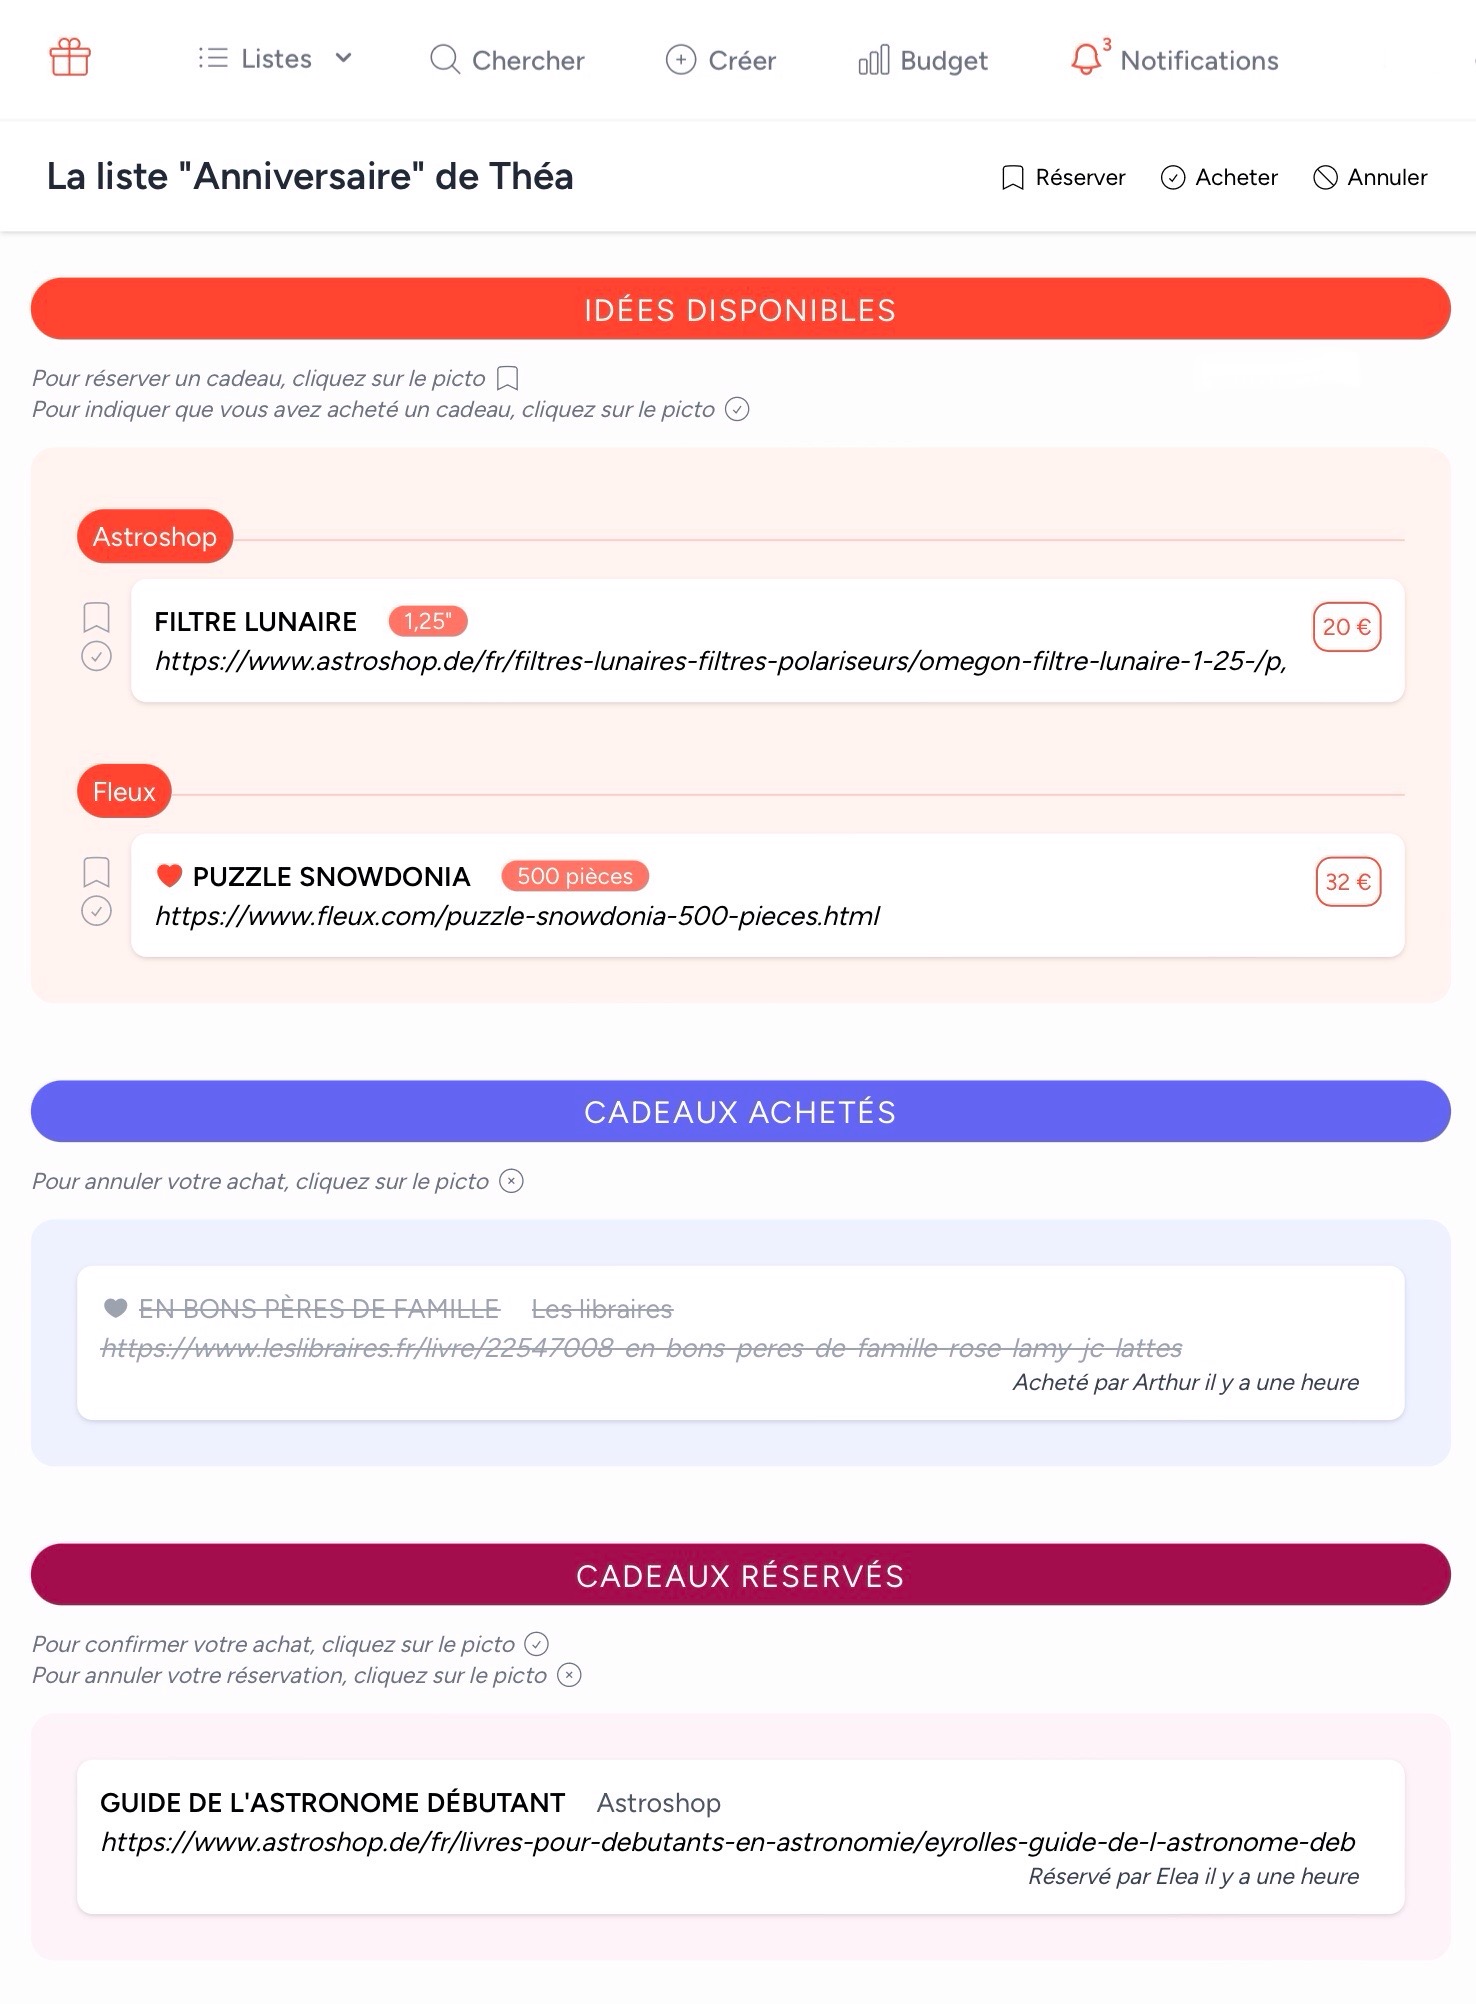 Listes
Chercher
Créer
Budget
3
Notifications
La liste "Anniversaire" de Théa
Réserver
Acheter
Annuler
IDÉES DISPONIBLES
Pour réserver un cadeau, cliquez sur le picto
Pour indiquer que vous avez acheté un cadeau, cliquez sur le picto
Astroshop
FILTRE LUNAIRE 1,25" 20 €
https://www.astroshop.de/fr/filtres-lunaires-filtres-polariseurs/omegon-filtre-lunaire-1-25-/p,
Fleux
PUZZLE SNOWDONIA 500 pièces 32 €
https://www.fleux.com/puzzle-snowdonia-500-pieces.html
CADEAUX ACHETÉS
Pour annuler votre achat, cliquez sur le picto
EN BONS PÈRES DE FAMILLE Les libraires
https://www.leslibraires.fr/livre/22547008-en-bons-peres-de-famille-rose-lamy-jc-lattes
Acheté par Arthur il y a une heure
CADEAUX RÉSERVÉS
Pour confirmer votre achat, cliquez sur le picto
Pour annuler votre réservation, cliquez sur le picto
GUIDE DE L'ASTRONOME DÉBUTANT Astroshop
https://www.astroshop.de/fr/livres-pour-debutants-en-astronomie/eyrolles-guide-de-l-astronome-deb
Réservé par Elea il y a une heure